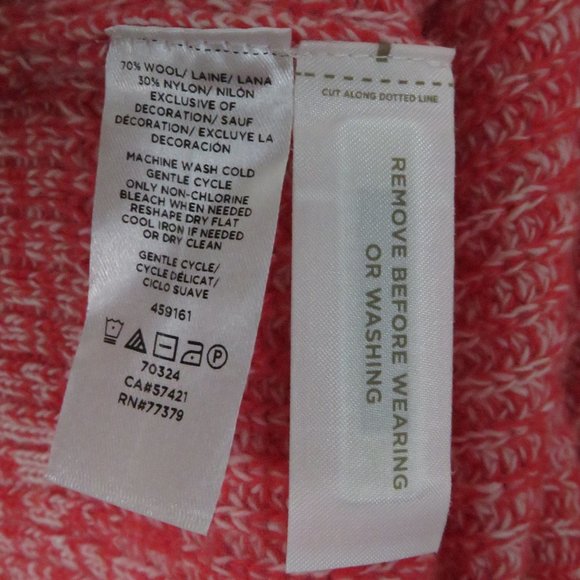 70% WOOL/ LAINE/ LANA
30% NYLON/ NILÓN
EXCLUSIVE OF
DECORATION/ SAUF
DÉCORATION/ EXCLUYE LA
DECORACIÓN
MACHINE WASH COLD
GENTLE CYCLE
ONLY NON-CHLORINE
BLEACH WHEN NEEDED
RESHAPE DRY FLAT
COOL IRON IF NEEDED
OR DRY CLEAN
GENTLE CYCLE/
CYCLE DÉLICAT/
CICLO SUAVE
459161
P
70324
CA#57421
RN#77379
CUT ALONG DOTTED LINE
REMOVE BEFORE WEARING
OR WASHING